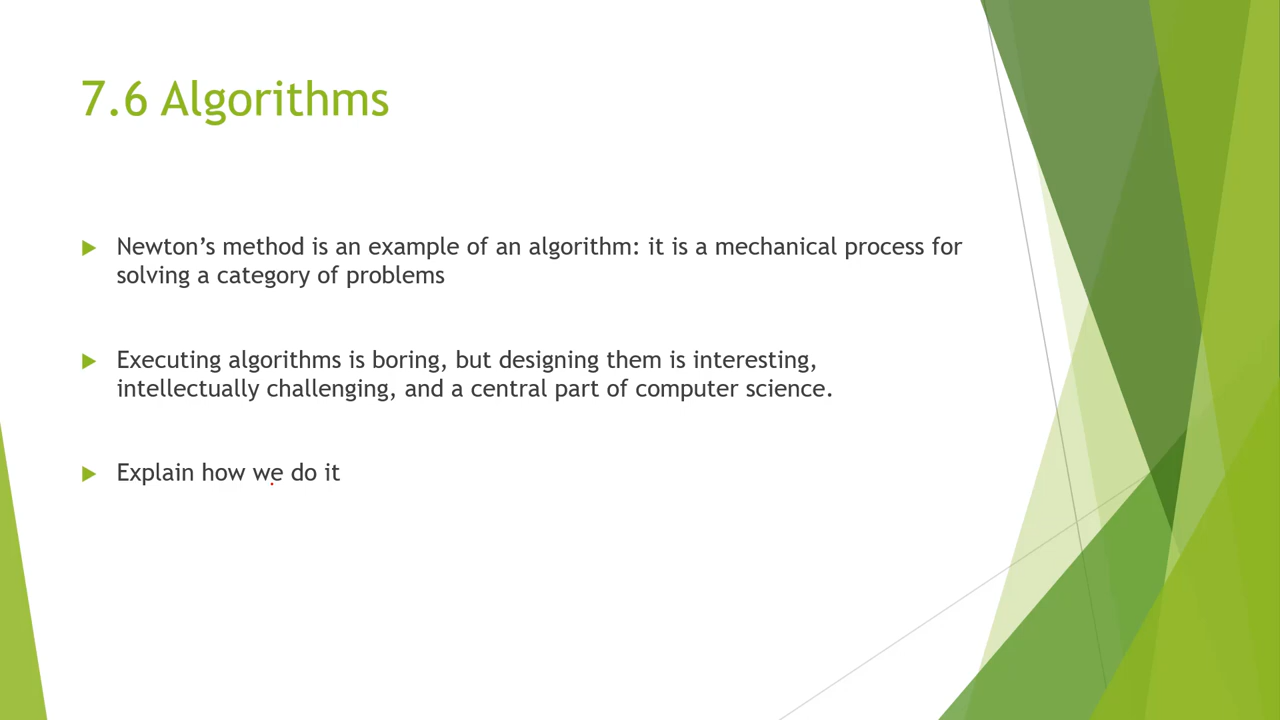 7.6 Algorithms
Newton’s method is an example of an algorithm: it is a mechanical process for
solving a category of problems
Executing algorithms is boring, but designing them is interesting,
intellectually challenging, and a central part of computer science.
Explain how we do it